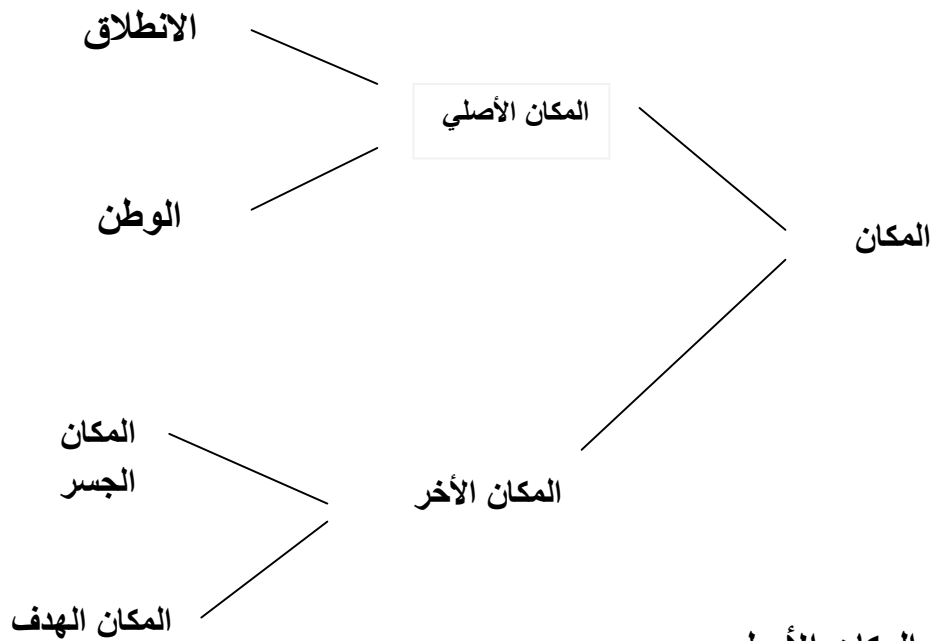 الانطلاق
المكان الأصلي
الوطن
المكان
المكان
الجسر
المكان الأخر
المكان الهدف